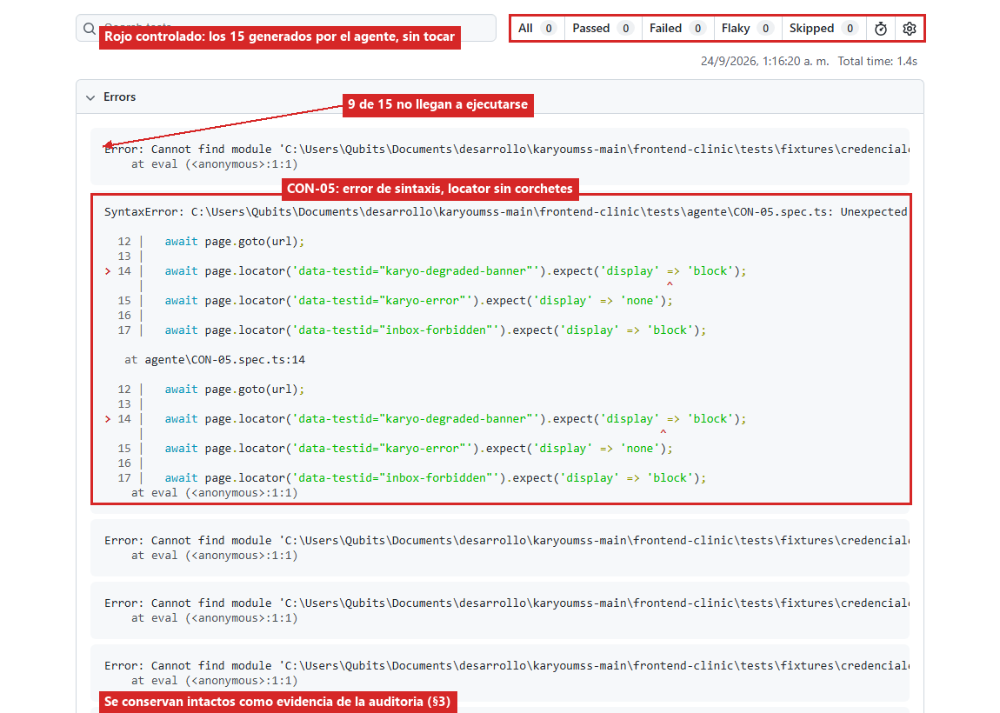 Rojo controlado: los 15 generados por el agente, sin tocar
All 0 Passed 0 Failed 0 Flaky 0 Skipped 0
24/9/2026, 1:16:20 a. m. Total time: 1.4s
Errors
9 de 15 no llegan a ejecutarse
Error: Cannot find module 'C:\Users\Qubits\Documents\desarrollo\karyoumss-main\frontend-clinic\tests\fixtures\credenciale
at eval (<anonymous>:1:1)
CON-05: error de sintaxis, locator sin corchetes
SyntaxError: C:\Users\Qubits\Documents\desarrollo\karyoumss-main\frontend-clinic\tests\agente\CON-05.spec.ts: Unexpected
12 | await page.goto(url);
13 |
> 14 | await page.locator('data-testid="karyo-degraded-banner"').expect('display' => 'block');
| ^
15 | await page.locator('data-testid="karyo-error"').expect('display' => 'none');
16 |
17 | await page.locator('data-testid="inbox-forbidden"').expect('display' => 'block');
at agente\CON-05.spec.ts:14
12 | await page.goto(url);
13 |
> 14 | await page.locator('data-testid="karyo-degraded-banner"').expect('display' => 'block');
| ^
15 | await page.locator('data-testid="karyo-error"').expect('display' => 'none');
16 |
17 | await page.locator('data-testid="inbox-forbidden"').expect('display' => 'block');
at eval (<anonymous>:1:1)
Error: Cannot find module 'C:\Users\Qubits\Documents\desarrollo\karyoumss-main\frontend-clinic\tests\fixtures\credenciale
at eval (<anonymous>:1:1)
Error: Cannot find module 'C:\Users\Qubits\Documents\desarrollo\karyoumss-main\frontend-clinic\tests\fixtures\credenciale
at eval (<anonymous>:1:1)
Error: Cannot find module 'C:\Users\Qubits\Documents\desarrollo\karyoumss-main\frontend-clinic\tests\fixtures\credenciale
at eval (<anonymous>:1:1)
Se conservan intactos como evidencia de la auditoria (§3)